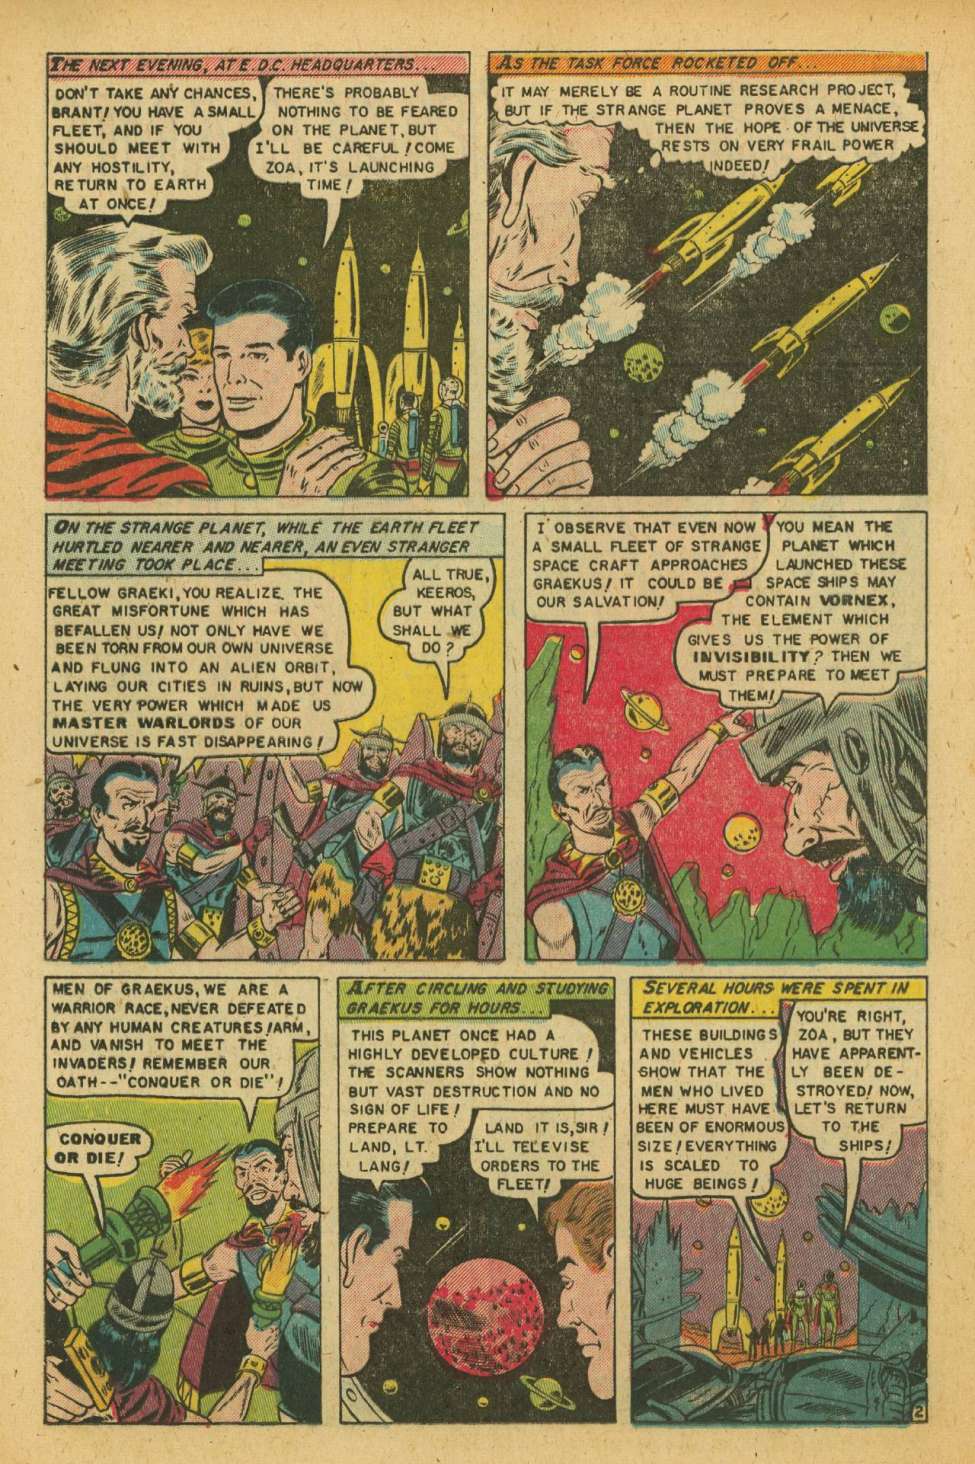 THE NEXT EVENING, AT E.D.C. HEADQUARTERS...
DON'T TAKE ANY CHANCES,
BRANT! YOU HAVE A SMALL
FLEET, AND IF YOU
SHOULD MEET WITH
ANY HOSTILITY,
RETURN TO EARTH
AT ONCE!
THERE'S PROBABLY
NOTHING TO BE FEARED
ON THE PLANET, BUT
I'LL BE CAREFUL! COME
ZOA, IT'S LAUNCHING
TIME!
AS THE TASK FORCE ROCKETED OFF...
IT MAY MERELY BE A ROUTINE RESEARCH PROJECT,
BUT IF THE STRANGE PLANET PROVES A MENACE,
THEN THE HOPE OF THE UNIVERSE
RESTS ON VERY FRAIL POWER
INDEED!
ON THE STRANGE PLANET, WHILE THE EARTH FLEET
HURTLED NEARER AND NEARER, AN EVEN STRANGER
MEETING TOOK PLACE...
FELLOW GRAEKI, YOU REALIZE THE
GREAT MISFORTUNE WHICH HAS
BEFALLEN US! NOT ONLY HAVE WE
BEEN TORN FROM OUR OWN UNIVERSE
AND FLUNG INTO AN ALIEN ORBIT,
LAYING OUR CITIES IN RUINS, BUT NOW
THE VERY POWER WHICH MADE US
MASTER WARLORDS OF OUR
UNIVERSE IS FAST DISAPPEARING!
ALL TRUE,
KEEROS,
BUT WHAT
SHALL WE
DO?
I OBSERVE THAT EVEN NOW
A SMALL FLEET OF STRANGE
SPACE CRAFT APPROACHES
GRAEKUS! IT COULD BE
OUR SALVATION!
YOU MEAN THE
PLANET WHICH
LAUNCHED THESE
SPACE SHIPS MAY
CONTAIN VORNEX,
THE ELEMENT WHICH
GIVES US THE POWER OF
INVISIBILITY? THEN WE
MUST PREPARE TO MEET
THEM!
MEN OF GRAEKUS, WE ARE A
WARRIOR RACE, NEVER DEFEATED
BY ANY HUMAN CREATURES! ARM,
AND VANISH TO MEET THE
INVADERS! REMEMBER OUR
OATH--"CONQUER OR DIE"!
CONQUER
OR DIE!
AFTER CIRCLING AND STUDYING
GRAEKUS FOR HOURS...
THIS PLANET ONCE HAD A
HIGHLY DEVELOPED CULTURE!
THE SCANNERS SHOW NOTHING
BUT VAST DESTRUCTION AND NO
SIGN OF LIFE!
PREPARE TO
LAND, LT.
LANG!
LAND IT IS, SIR!
I'LL TELEVISE
ORDERS TO THE
FLEET!
SEVERAL HOURS WERE SPENT IN
EXPLORATION...
THESE BUILDINGS
AND VEHICLES
SHOW THAT THE
MEN WHO LIVED
HERE MUST HAVE
BEEN OF ENORMOUS
SIZE! EVERYTHING
IS SCALED TO
HUGE BEINGS!
YOU'RE RIGHT,
ZOA, BUT THEY
HAVE APPARENT-
LY BEEN DE-
STROYED! NOW,
LET'S RETURN
TO THE
SHIPS!
2